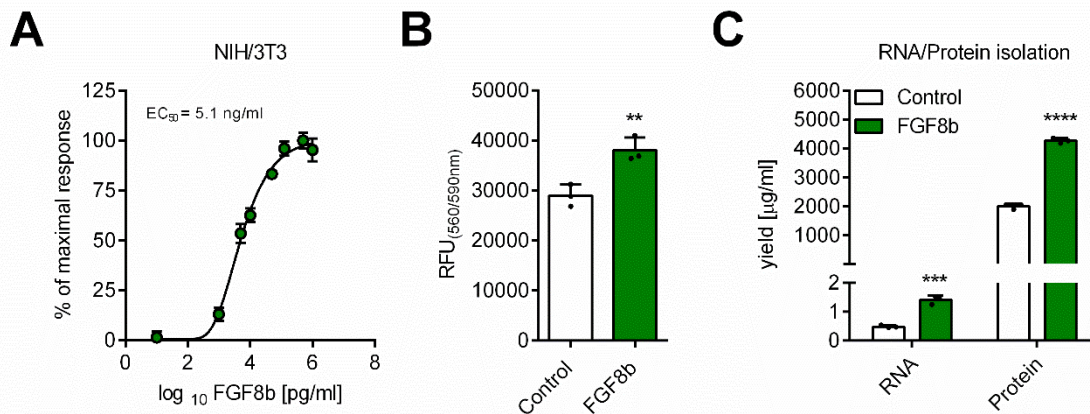 A
NIH/3T3
EC50 = 5.1 ng/ml
% of maximal response
125
100
75
50
25
0
0 2 4 6 8
log 10 FGF8b [pg/ml]
B
RFU(560/590nm)
50000
40000
30000
20000
10000
0
**
Control
FGF8b
C
RNA/Protein isolation
Control
FGF8b
yield [µg/ml]
6000
5000
4000
3000
2000
1000
2
1
0
***
****
RNA
Protein